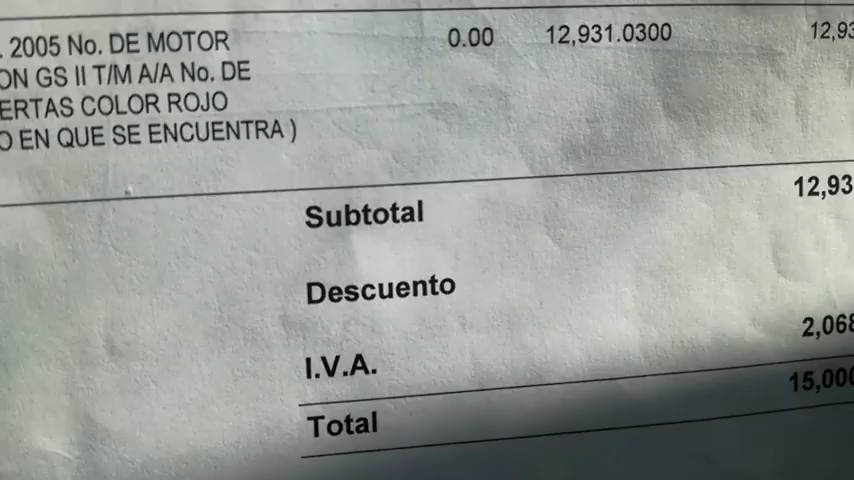 . 2005 No. DE MOTOR 0.00 12,931.0300 12,93
ON GS II T/M A/A No. DE
ERTAS COLOR ROJO
O EN QUE SE ENCUENTRA )
Subtotal 12,93
Descuento
I.V.A. 2,068
Total 15,000